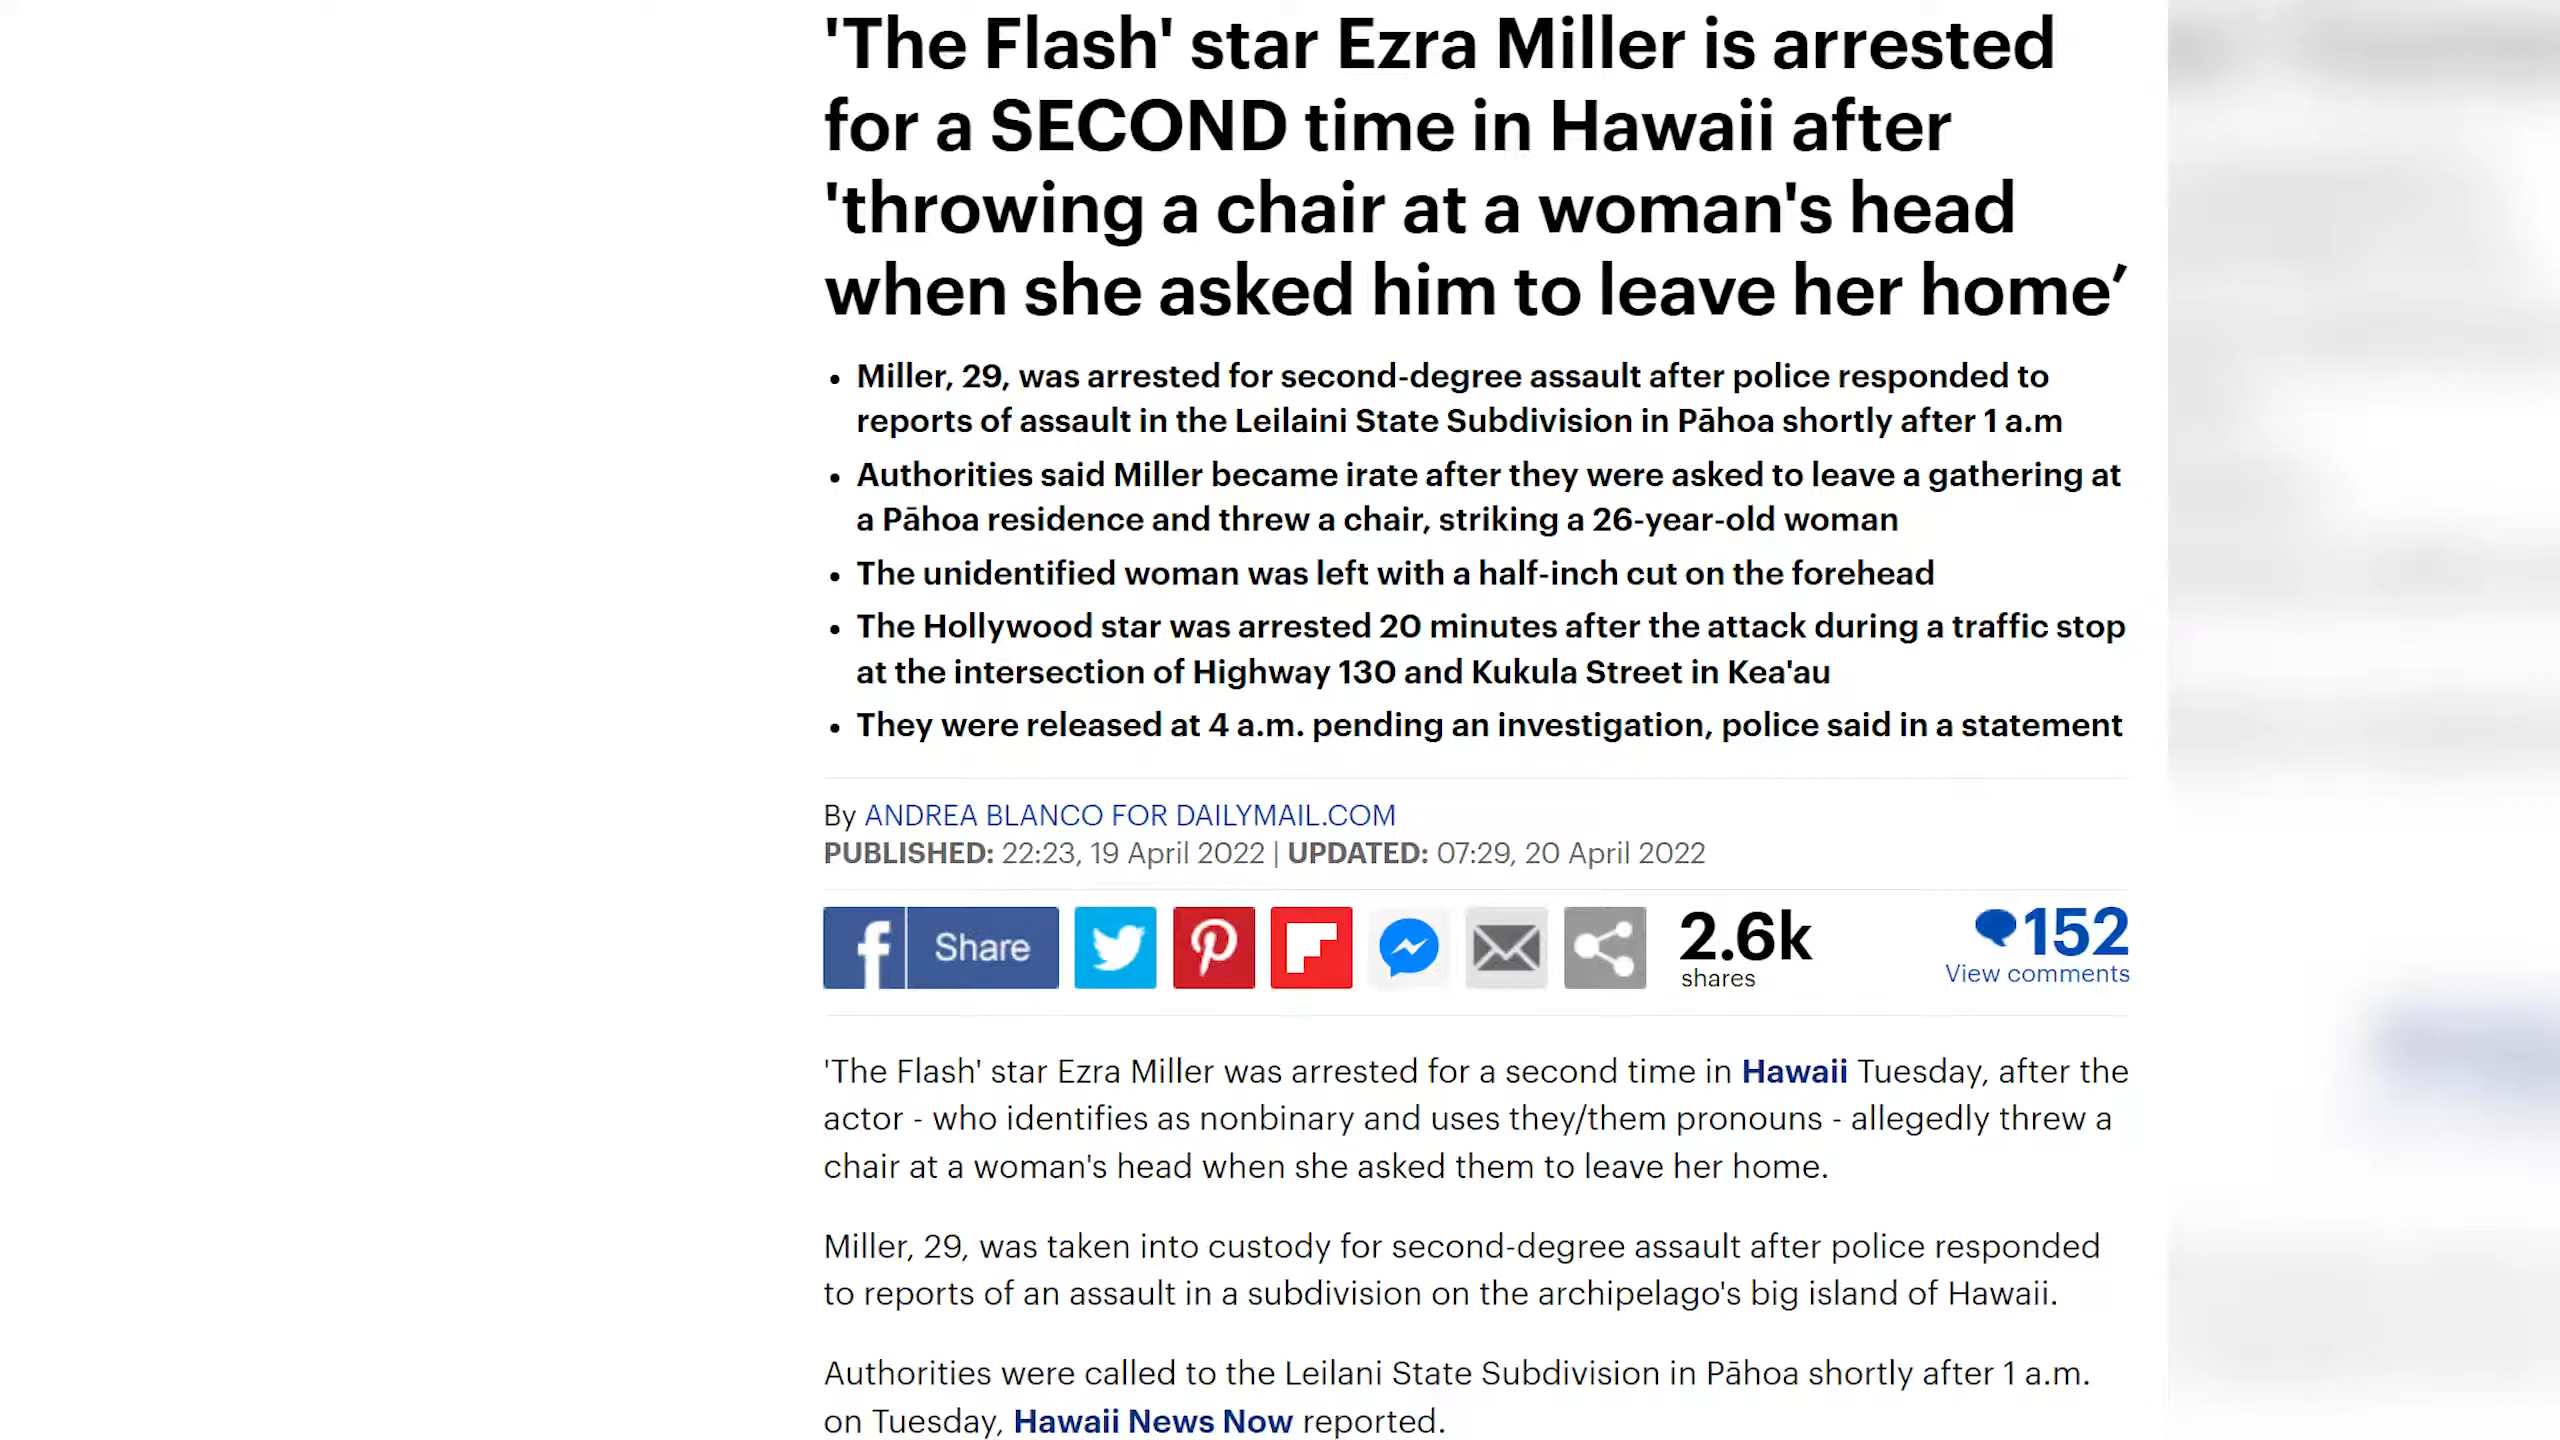 'The Flash' star Ezra Miller is arrested
for a SECOND time in Hawaii after
'throwing a chair at a woman's head
when she asked him to leave her home’
• Miller, 29, was arrested for second-degree assault after police responded to
reports of assault in the Leilaini State Subdivision in Pāhoa shortly after 1 a.m
• Authorities said Miller became irate after they were asked to leave a gathering at
a Pāhoa residence and threw a chair, striking a 26-year-old woman
• The unidentified woman was left with a half-inch cut on the forehead
• The Hollywood star was arrested 20 minutes after the attack during a traffic stop
at the intersection of Highway 130 and Kukula Street in Kea'au
• They were released at 4 a.m. pending an investigation, police said in a statement
By ANDREA BLANCO FOR DAILYMAIL.COM
PUBLISHED: 22:23, 19 April 2022 | UPDATED: 07:29, 20 April 2022
Share
2.6k
shares
152
View comments
'The Flash' star Ezra Miller was arrested for a second time in Hawaii Tuesday, after the
actor - who identifies as nonbinary and uses they/them pronouns - allegedly threw a
chair at a woman's head when she asked them to leave her home.
Miller, 29, was taken into custody for second-degree assault after police responded
to reports of an assault in a subdivision on the archipelago's big island of Hawaii.
Authorities were called to the Leilani State Subdivision in Pāhoa shortly after 1 a.m.
on Tuesday, Hawaii News Now reported.